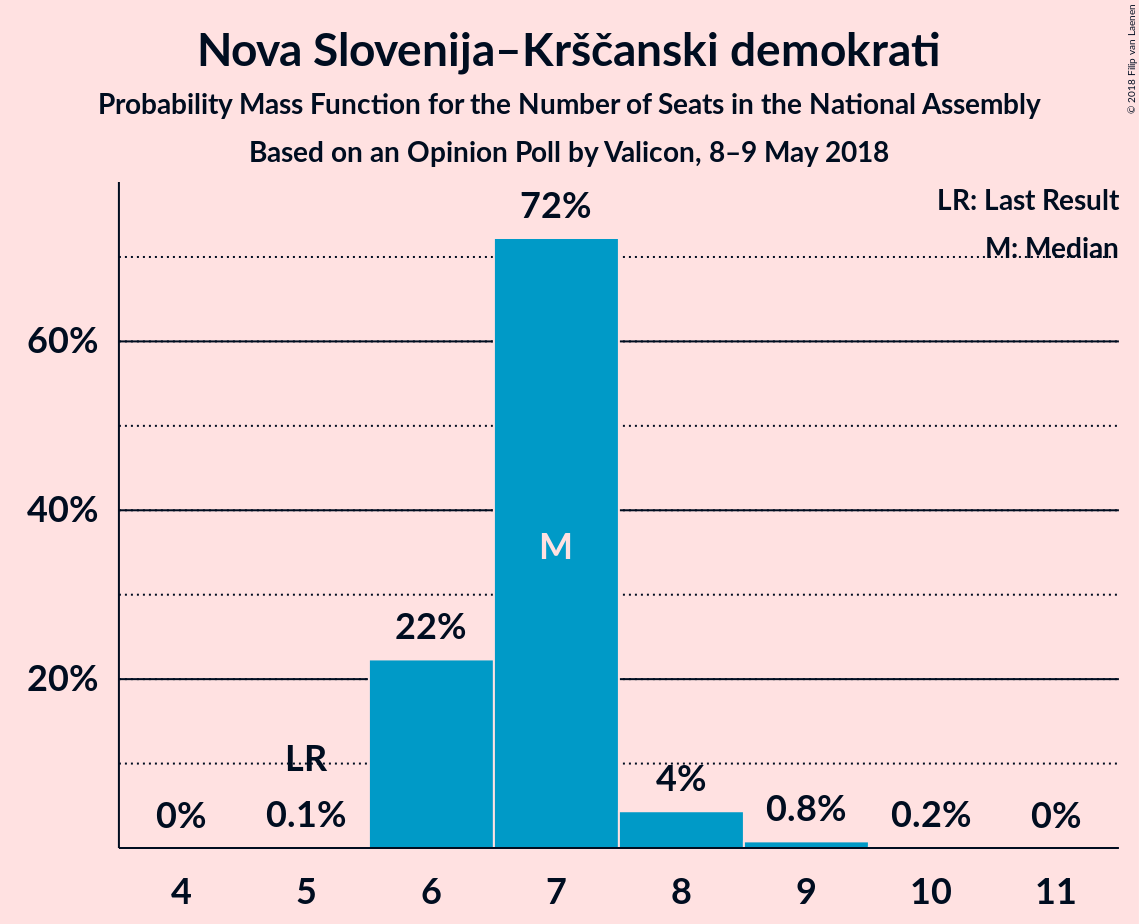 Nova Slovenija–Krščanski demokrati
Probability Mass Function for the Number of Seats in the National Assembly
Based on an Opinion Poll by Valicon, 8–9 May 2018
© 2018 Filip van Laenen
LR: Last Result
M: Median
72%
60%
M
40%
22%
20%
LR
4%
0%
0.1%
0.8%
0.2%
0%
4
5
6
7
8
9
10
11